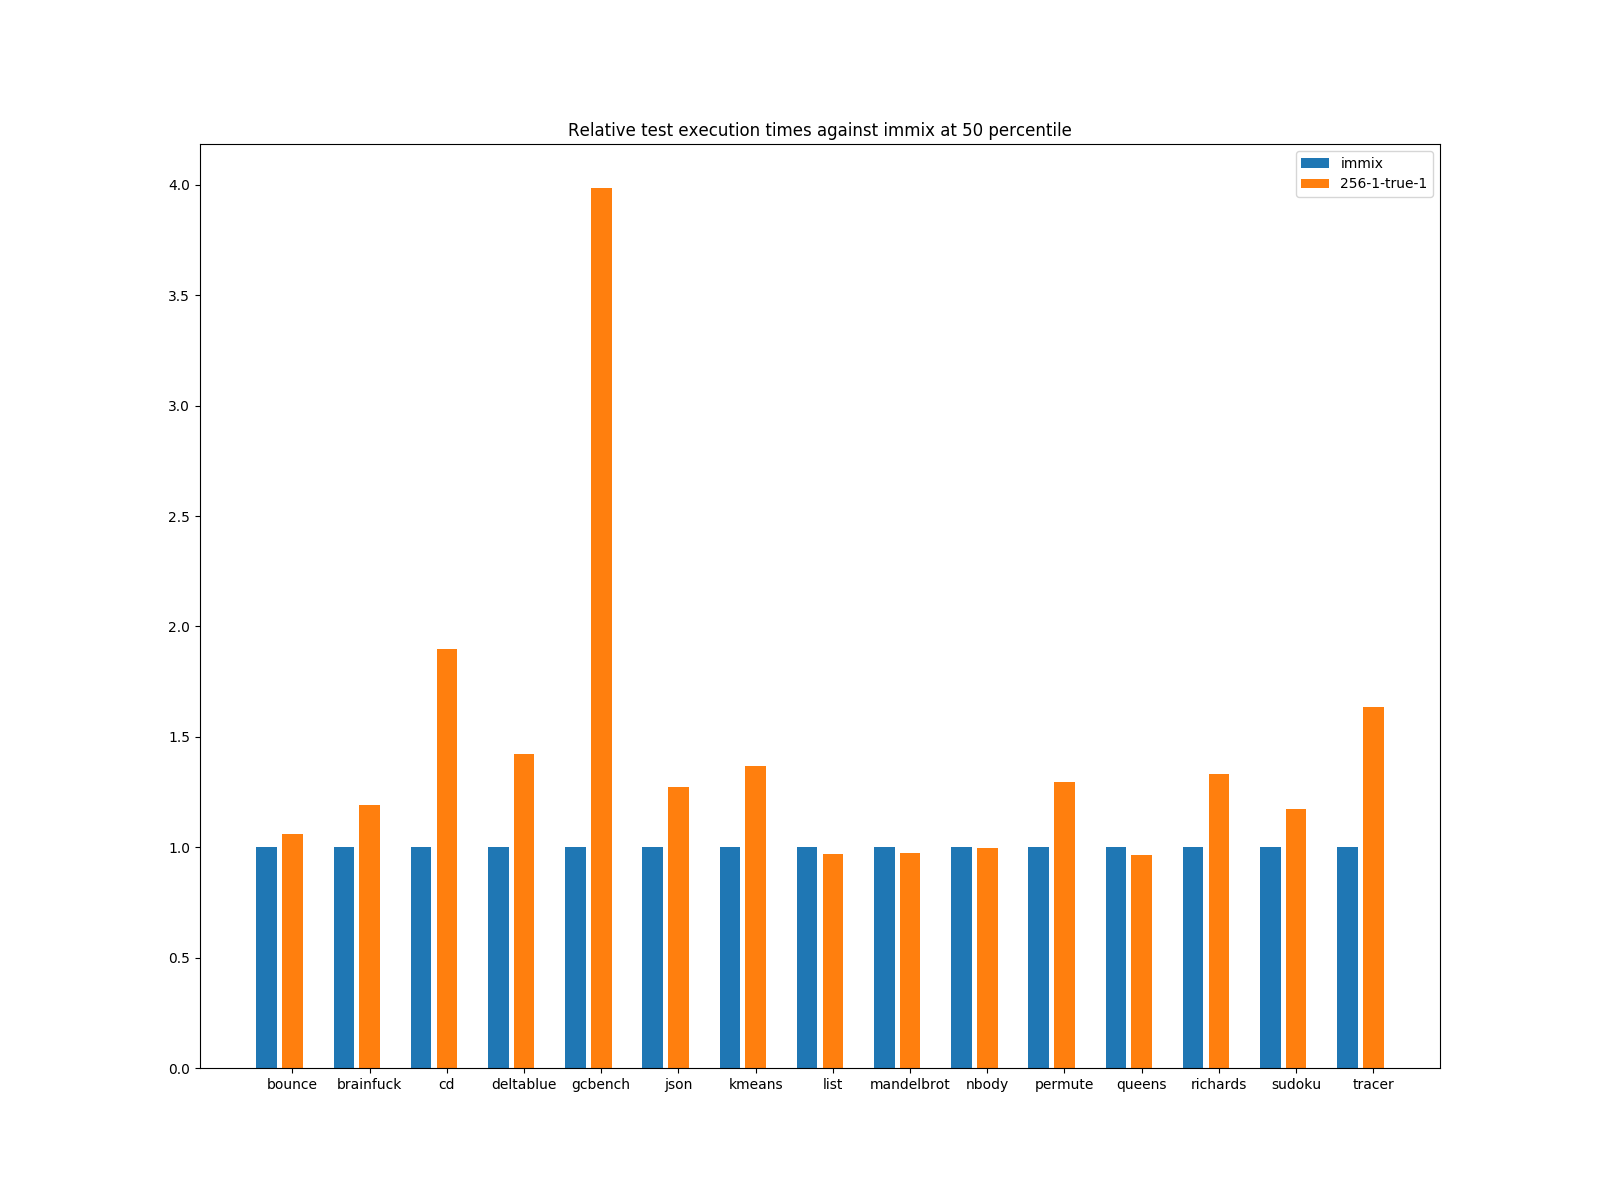 Relative test execution times against immix at 50 percentile
immix
256-1-true-1
4.0
3.5
3.0
2.5
2.0
1.5
1.0
0.5
0.0
bounce brainfuck cd deltablue gcbench json kmeans list mandelbrot nbody permute queens richards sudoku tracer